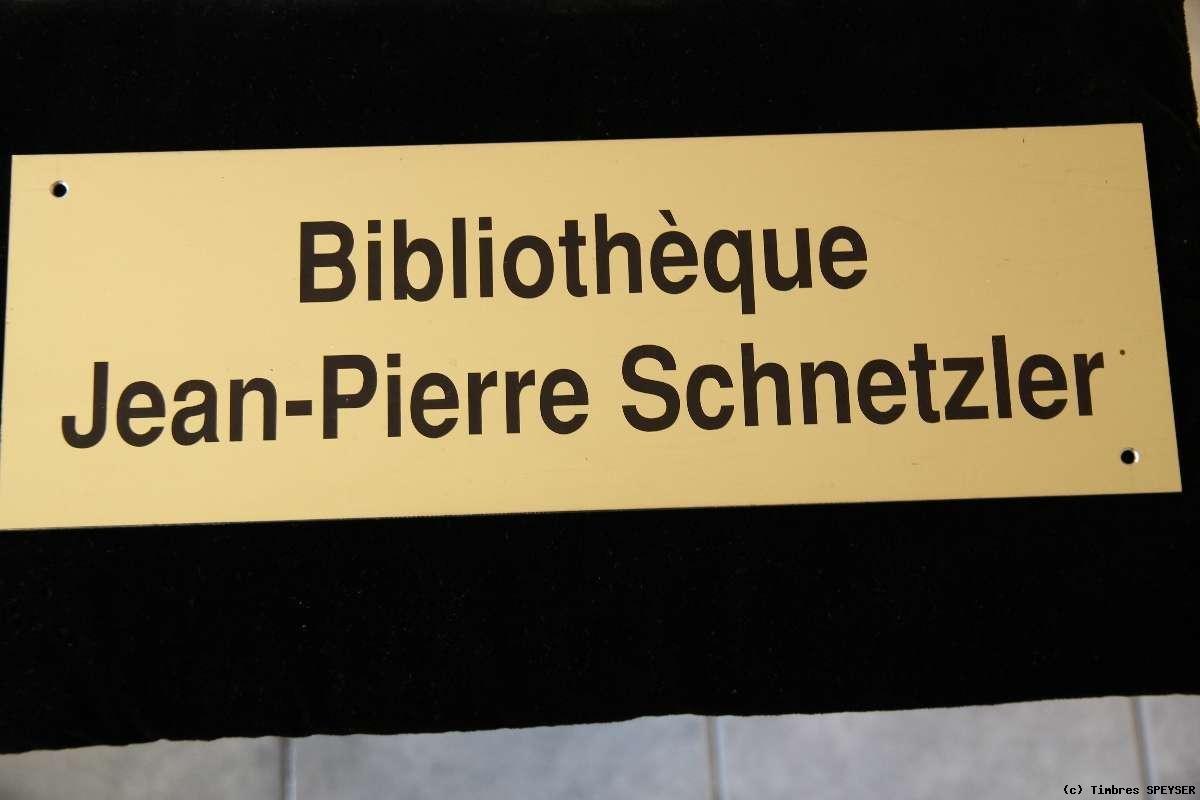 Bibliothèque
Jean-Pierre Schnetzler
(c) Timbres SPEYSER